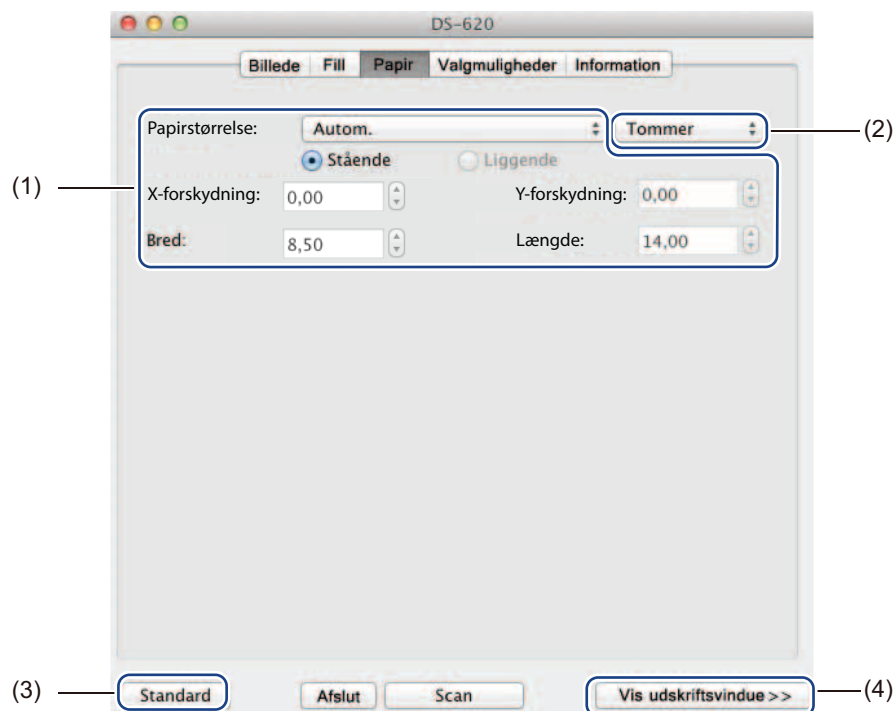 DS-620
Billede Fill Papir Valgmuligheder Information
Papirstørrelse: Autom. Tommer (2)
Stående Liggende
(1) X-forskydning: 0,00 Y-forskydning: 0,00
Bred: 8,50 Længde: 14,00
(3) Standard Afslut Scan Vis udskriftsvindue >> (4)